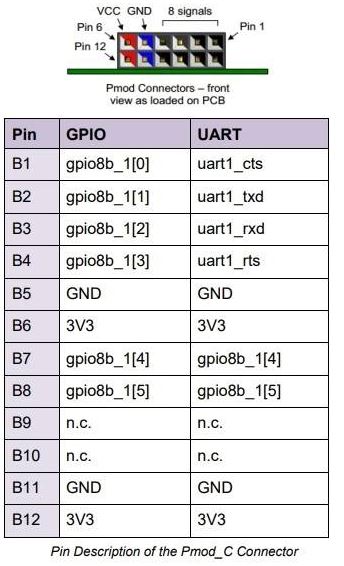 VCC GND 8 signals
Pin 6 Pin 1
Pin 12
Pmod Connectors – front
view as loaded on PCB
Pin GPIO UART
B1 gpio8b_1[0] uart1_cts
B2 gpio8b_1[1] uart1_txd
B3 gpio8b_1[2] uart1_rxd
B4 gpio8b_1[3] uart1_rts
B5 GND GND
B6 3V3 3V3
B7 gpio8b_1[4] gpio8b_1[4]
B8 gpio8b_1[5] gpio8b_1[5]
B9 n.c. n.c.
B10 n.c. n.c.
B11 GND GND
B12 3V3 3V3
Pin Description of the Pmod_C Connector